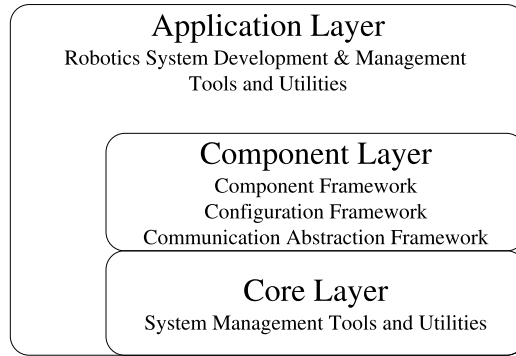 Application Layer
Robotics System Development & Management
Tools and Utilities
Component Layer
Component Framework
Configuration Framework
Communication Abstraction Framework
Core Layer
System Management Tools and Utilities